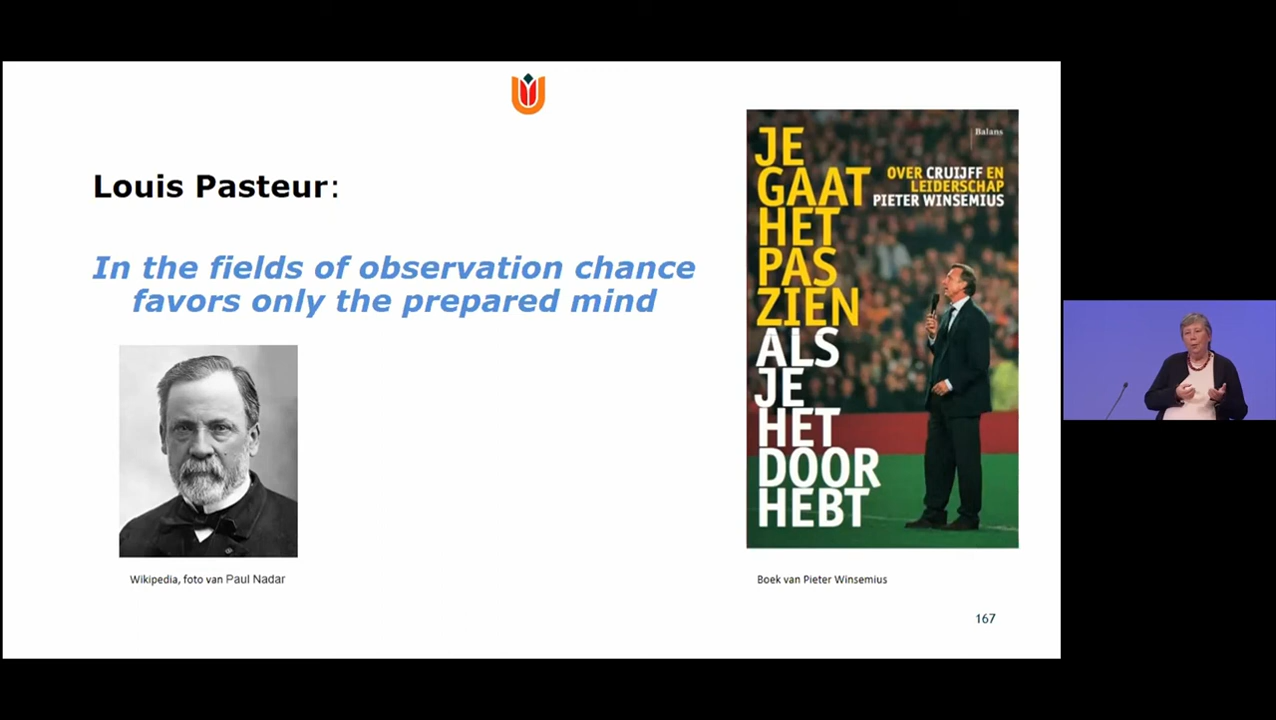 Louis Pasteur:
In the fields of observation chance
favors only the prepared mind
Wikipedia, foto van Paul Nadar
Balans
JE
GAAT
HET
PAS
ZIEN
ALS
JE
HET
DOOR
HEBT
OVER CRUIJFF EN
LEIDERSCHAP
PIETER WINSEMIUS
Boek van Pieter Winsemius
167